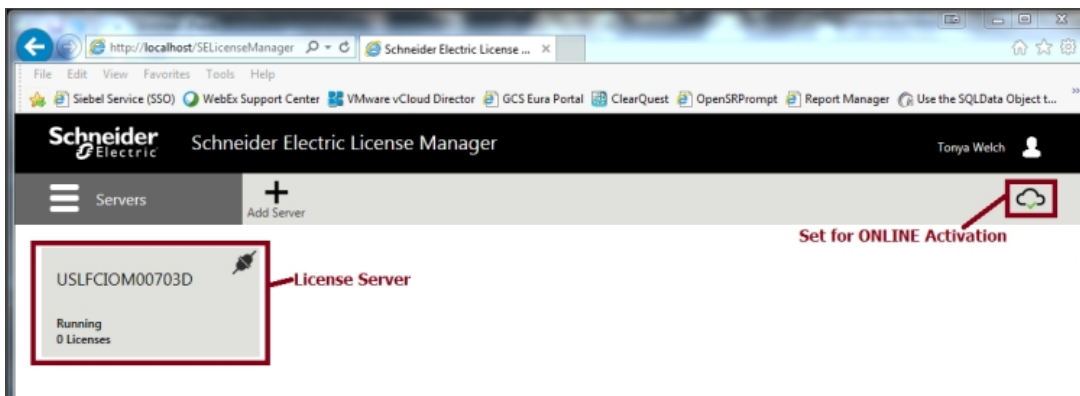 http://localhost/SELicenseManager
Schneider Electric License ...
File Edit View Favorites Tools Help
Siebel Service (SSO) WebEx Support Center VMware vCloud Director GCS Eura Portal ClearQuest OpenSRPrompt Report Manager Use the SQLData Object t...
Schneider Electric
Schneider Electric License Manager
Tonya Welch
Servers
Add Server
Set for ONLINE Activation
USLFCIOM00703D
License Server
Running
0 Licenses